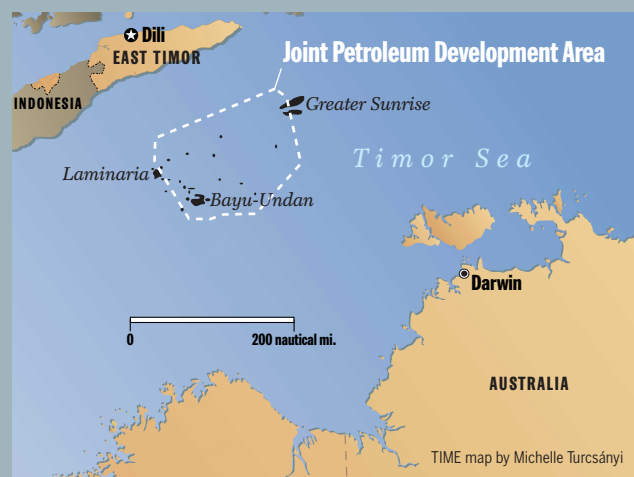 Dili
EAST TIMOR
Joint Petroleum Development Area
INDONESIA
Greater Sunrise
Timor Sea
Laminaria
Bayu-Undan
Darwin
0
200 nautical mi.
AUSTRALIA
TIME map by Michelle Turcsányi